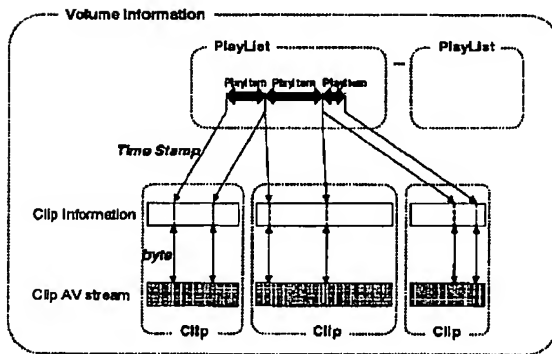 Volume Information
PlayList
PlayList
PlayItem PlayItem PlayItem
Time Stamp
Clip Information
byte
Clip AV stream
Clip
Clip
Clip